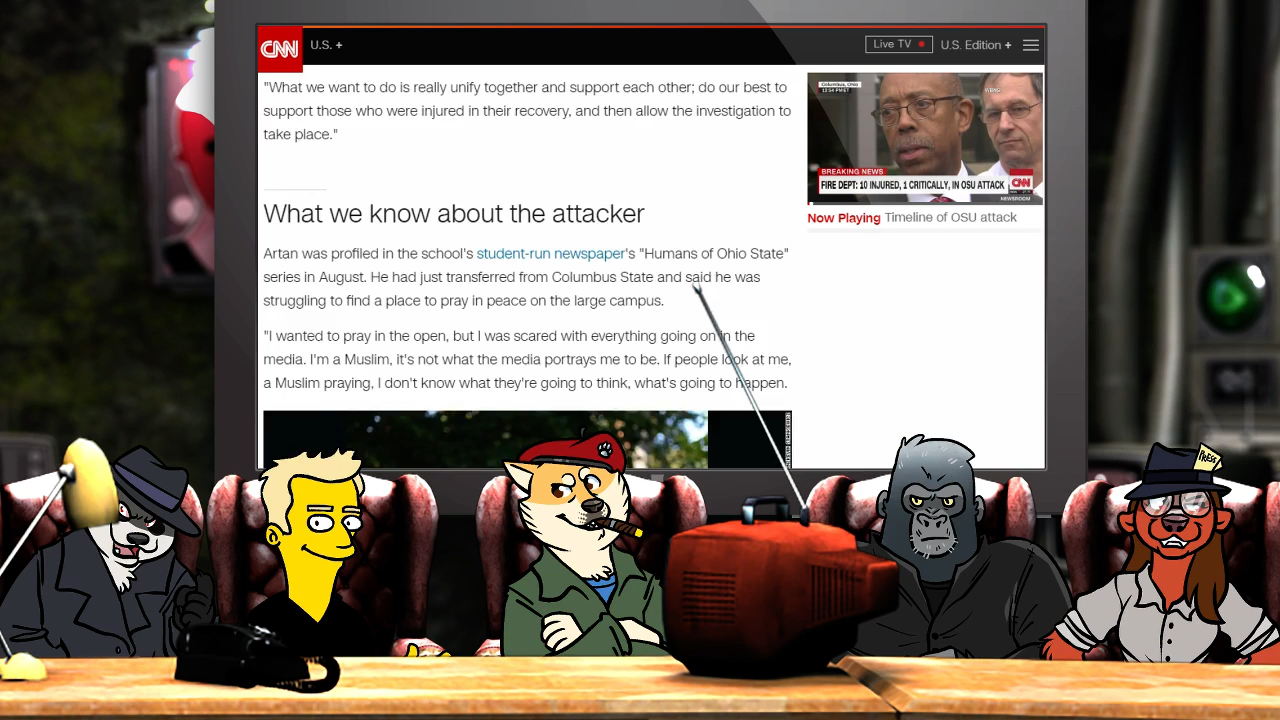 CNN U.S. + Live TV U.S. Edition +
"What we want to do is really unify together and support each other; do our best to
support those who were injured in their recovery, and then allow the investigation to
take place."
What we know about the attacker
Artan was profiled in the school's student-run newspaper's "Humans of Ohio State"
series in August. He had just transferred from Columbus State and said he was
struggling to find a place to pray in peace on the large campus.
"I wanted to pray in the open, but I was scared with everything going on in the
media. I'm a Muslim, it's not what the media portrays me to be. If people look at me,
a Muslim praying, I don't know what they're going to think, what's going to happen.
Columbus, Ohio
12:54 PM ET
BREAKING NEWS
FIRE DEPT: 10 INJURED, 1 CRITICALLY, IN OSU ATTACK
CNN
NEWSROOM
Now Playing Timeline of OSU attack
PRESS